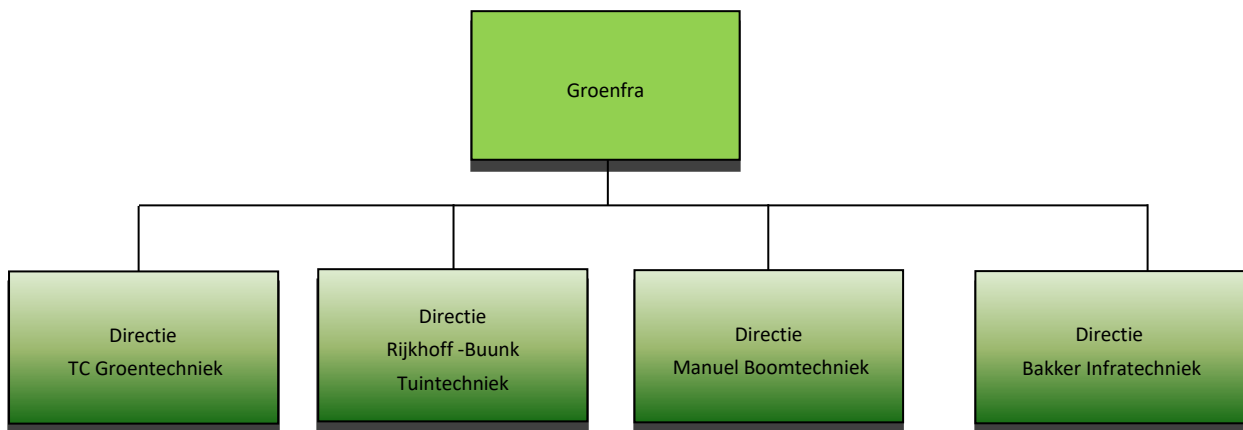 Groenfra
Directie
TC Groentechniek
Directie
Rijkhoff -Buunk
Tuintechniek
Directie
Manuel Boomtechniek
Directie
Bakker Infratechniek